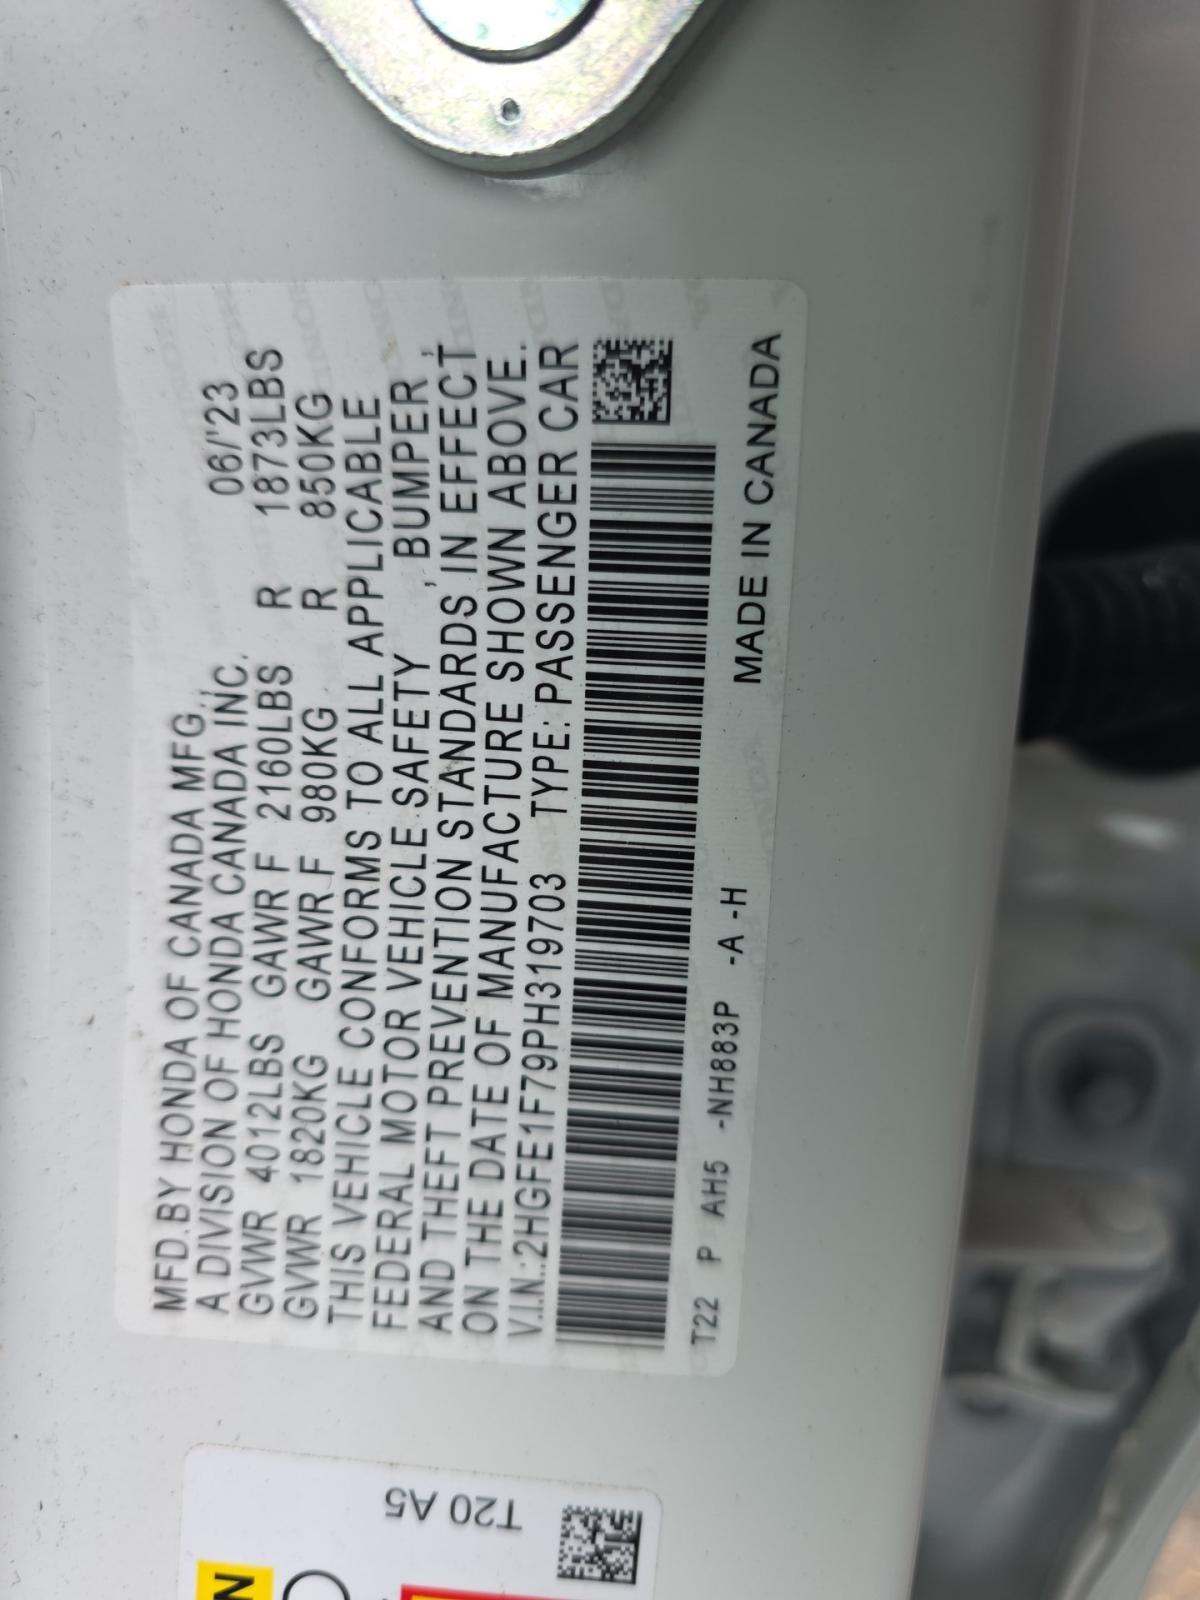 MFD.BY HONDA OF CANADA MFG.,
A DIVISION OF HONDA CANADA INC. 06/'23
GVWR 4012LBS GAWR F 2160LBS R 1873LBS
GVWR 1820KG GAWR F 980KG R 850KG
THIS VEHICLE CONFORMS TO ALL APPLICABLE
FEDERAL MOTOR VEHICLE SAFETY , BUMPER ,
AND THEFT PREVENTION STANDARDS IN EFFECT
ON THE DATE OF MANUFACTURE SHOWN ABOVE.
V.I.N.:2HGFE1F79PH319703 TYPE: PASSENGER CAR
T22 P AH5 -NH883P -A -H MADE IN CANADA
T20 A5